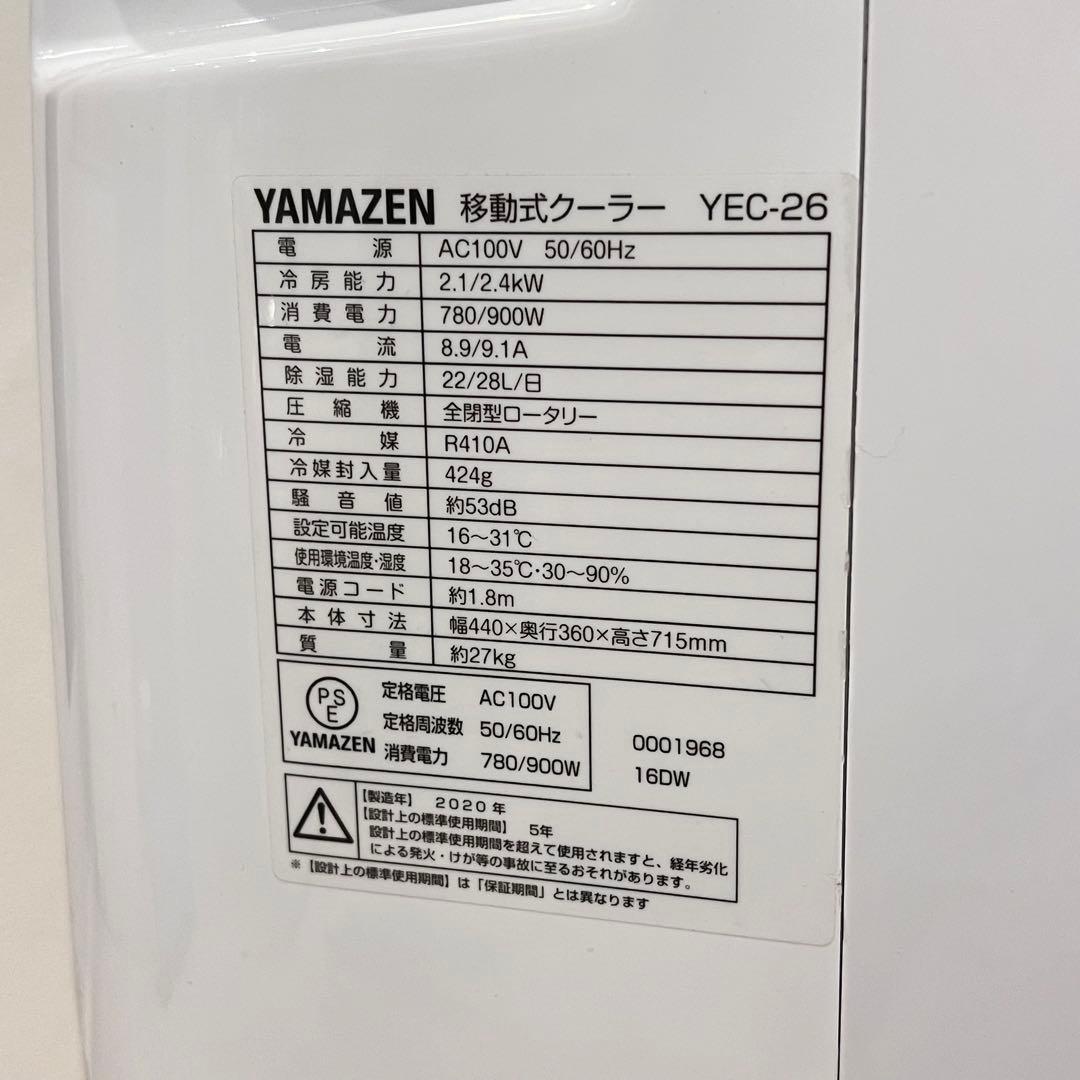 YAMAZEN 移動式クーラー YEC-26
電源 AC100V 50/60Hz
冷房能力 2.1/2.4kW
消費電力 780/900W
電流 8.9/9.1A
除湿能力 22/28L/日
圧縮機 全閉型ロータリー
冷媒 R410A
冷媒封入量 424g
騒音値 約53dB
設定可能温度 16〜31℃
使用環境温度・湿度 18〜35℃・30〜90%
電源コード 約1.8m
本体寸法 幅440×奥行360×高さ715mm
質量 約27kg
PSE
YAMAZEN
定格電圧 AC100V
定格周波数 50/60Hz
消費電力 780/900W
0001968
16DW
【製造年】 2020年
【設計上の標準使用期間】 5年
設計上の標準使用期間を超えて使用されますと、経年劣化
による発火・けが等の事故に至るおそれがあります。
※【設計上の標準使用期間】は「保証期間」とは異なります